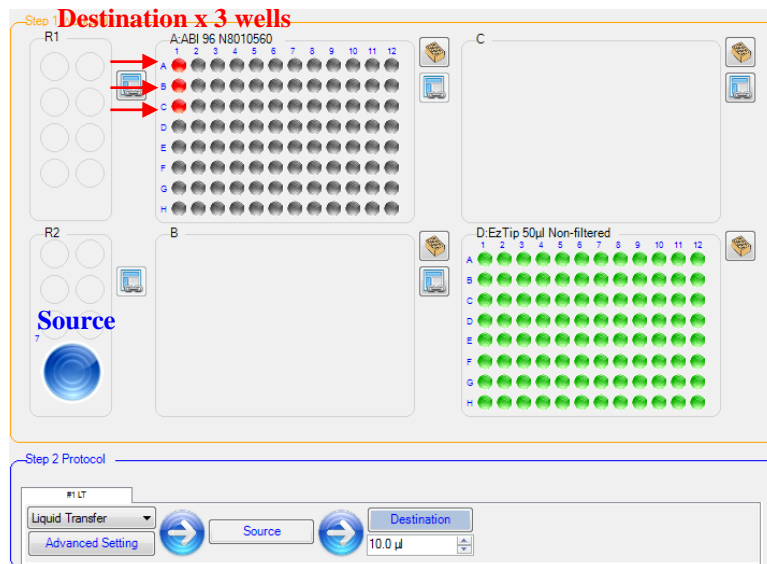 Destination x 3 wells
Step 1
R1
A:ABI 96 N8010560
C
1 2 3 4 5 6 7 8 9 10 11 12
A
B
C
D
E
F
G
H
R2
B
D:EzTip 50µl Non-filtered
1 2 3 4 5 6 7 8 9 10 11 12
A
B
C
D
E
F
G
H
Source
7
Step 2 Protocol
#1 LT
Liquid Transfer
Source
Destination
Advanced Setting
10.0 µl